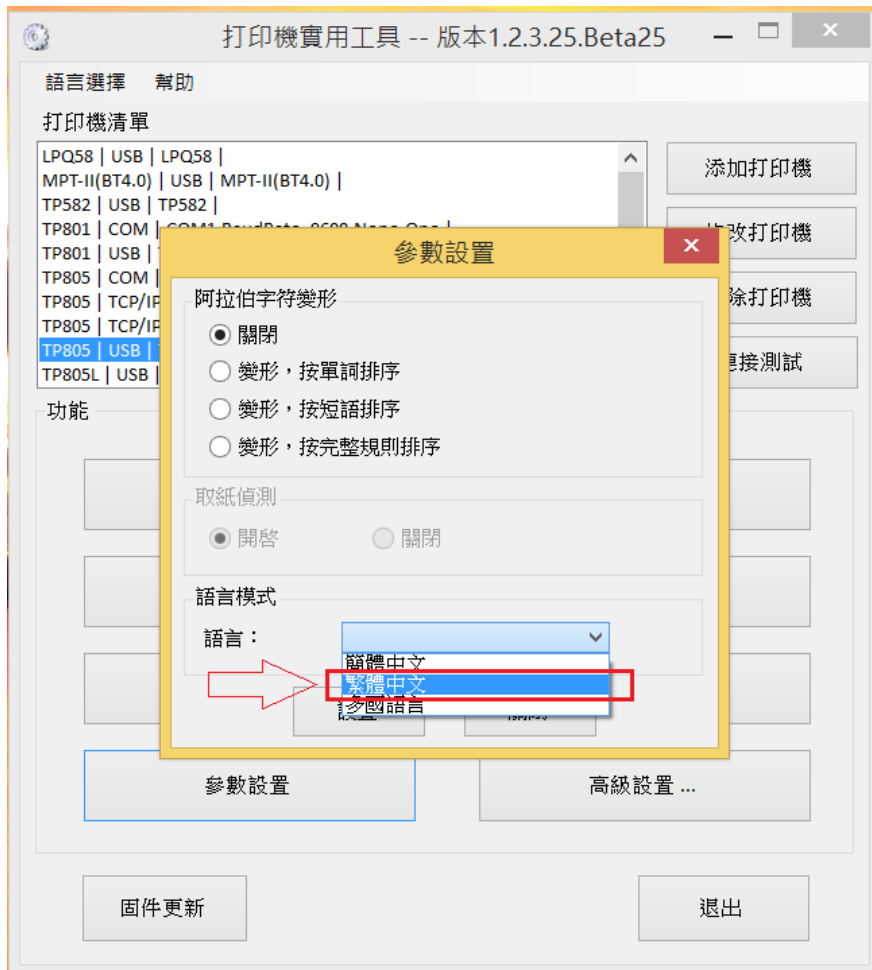 打印機實用工具 -- 版本1.2.3.25.Beta25
語言選擇 幫助
打印機清單
LPQ58 | USB | LPQ58 |
MPT-II(BT4.0) | USB | MPT-II(BT4.0) |
TP582 | USB | TP582 |
TP801 | COM |
TP801 | USB |
TP805 | COM |
TP805 | TCP/IP
TP805 | TCP/IP
TP805 | USB |
TP805L | USB |
添加打印機
改打印機
除打印機
接測試
功能
參數設置
阿拉伯字符變形
關閉
變形，按單詞排序
變形，按短語排序
變形，按完整規則排序
取紙偵測
開啓 關閉
語言模式
語言：
簡體中文
繁體中文
多國語言
參數設置
高級設置 ...
固件更新
退出